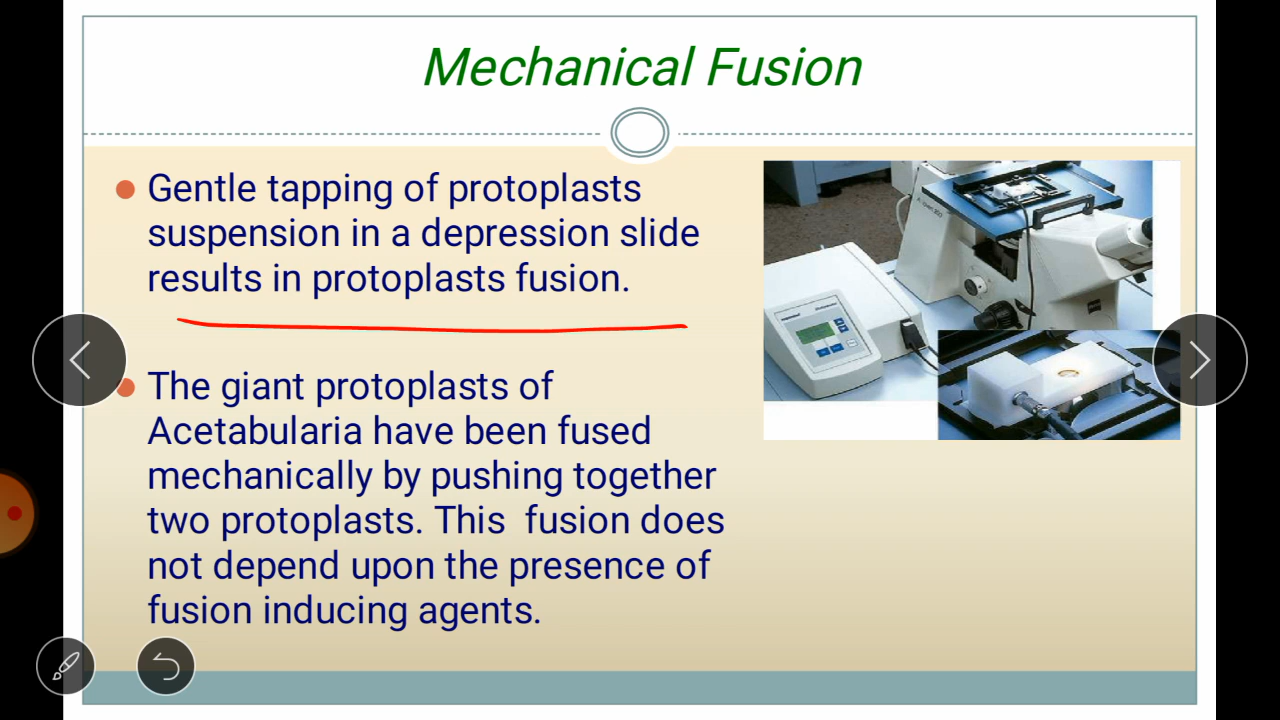 Mechanical Fusion
Gentle tapping of protoplasts
suspension in a depression slide
results in protoplasts fusion.
The giant protoplasts of
Acetabularia have been fused
mechanically by pushing together
two protoplasts. This  fusion does
not depend upon the presence of
fusion inducing agents.